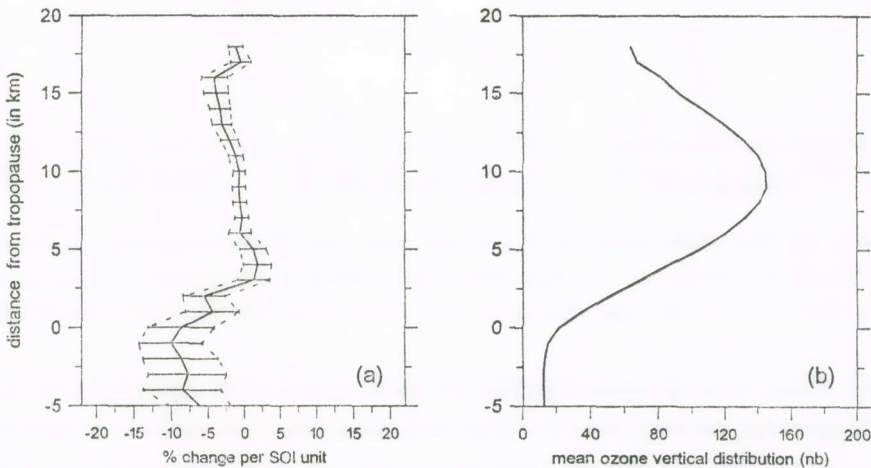 distance from tropopause (in km)
20
15
10
5
0
-5
-20 -15 -10 -5 0 5 10 15 20
% change per SOI unit
(a)
20
15
10
5
0
-5
0 40 80 120 160 200
mean ozone vertical distribution (nb)
(b)